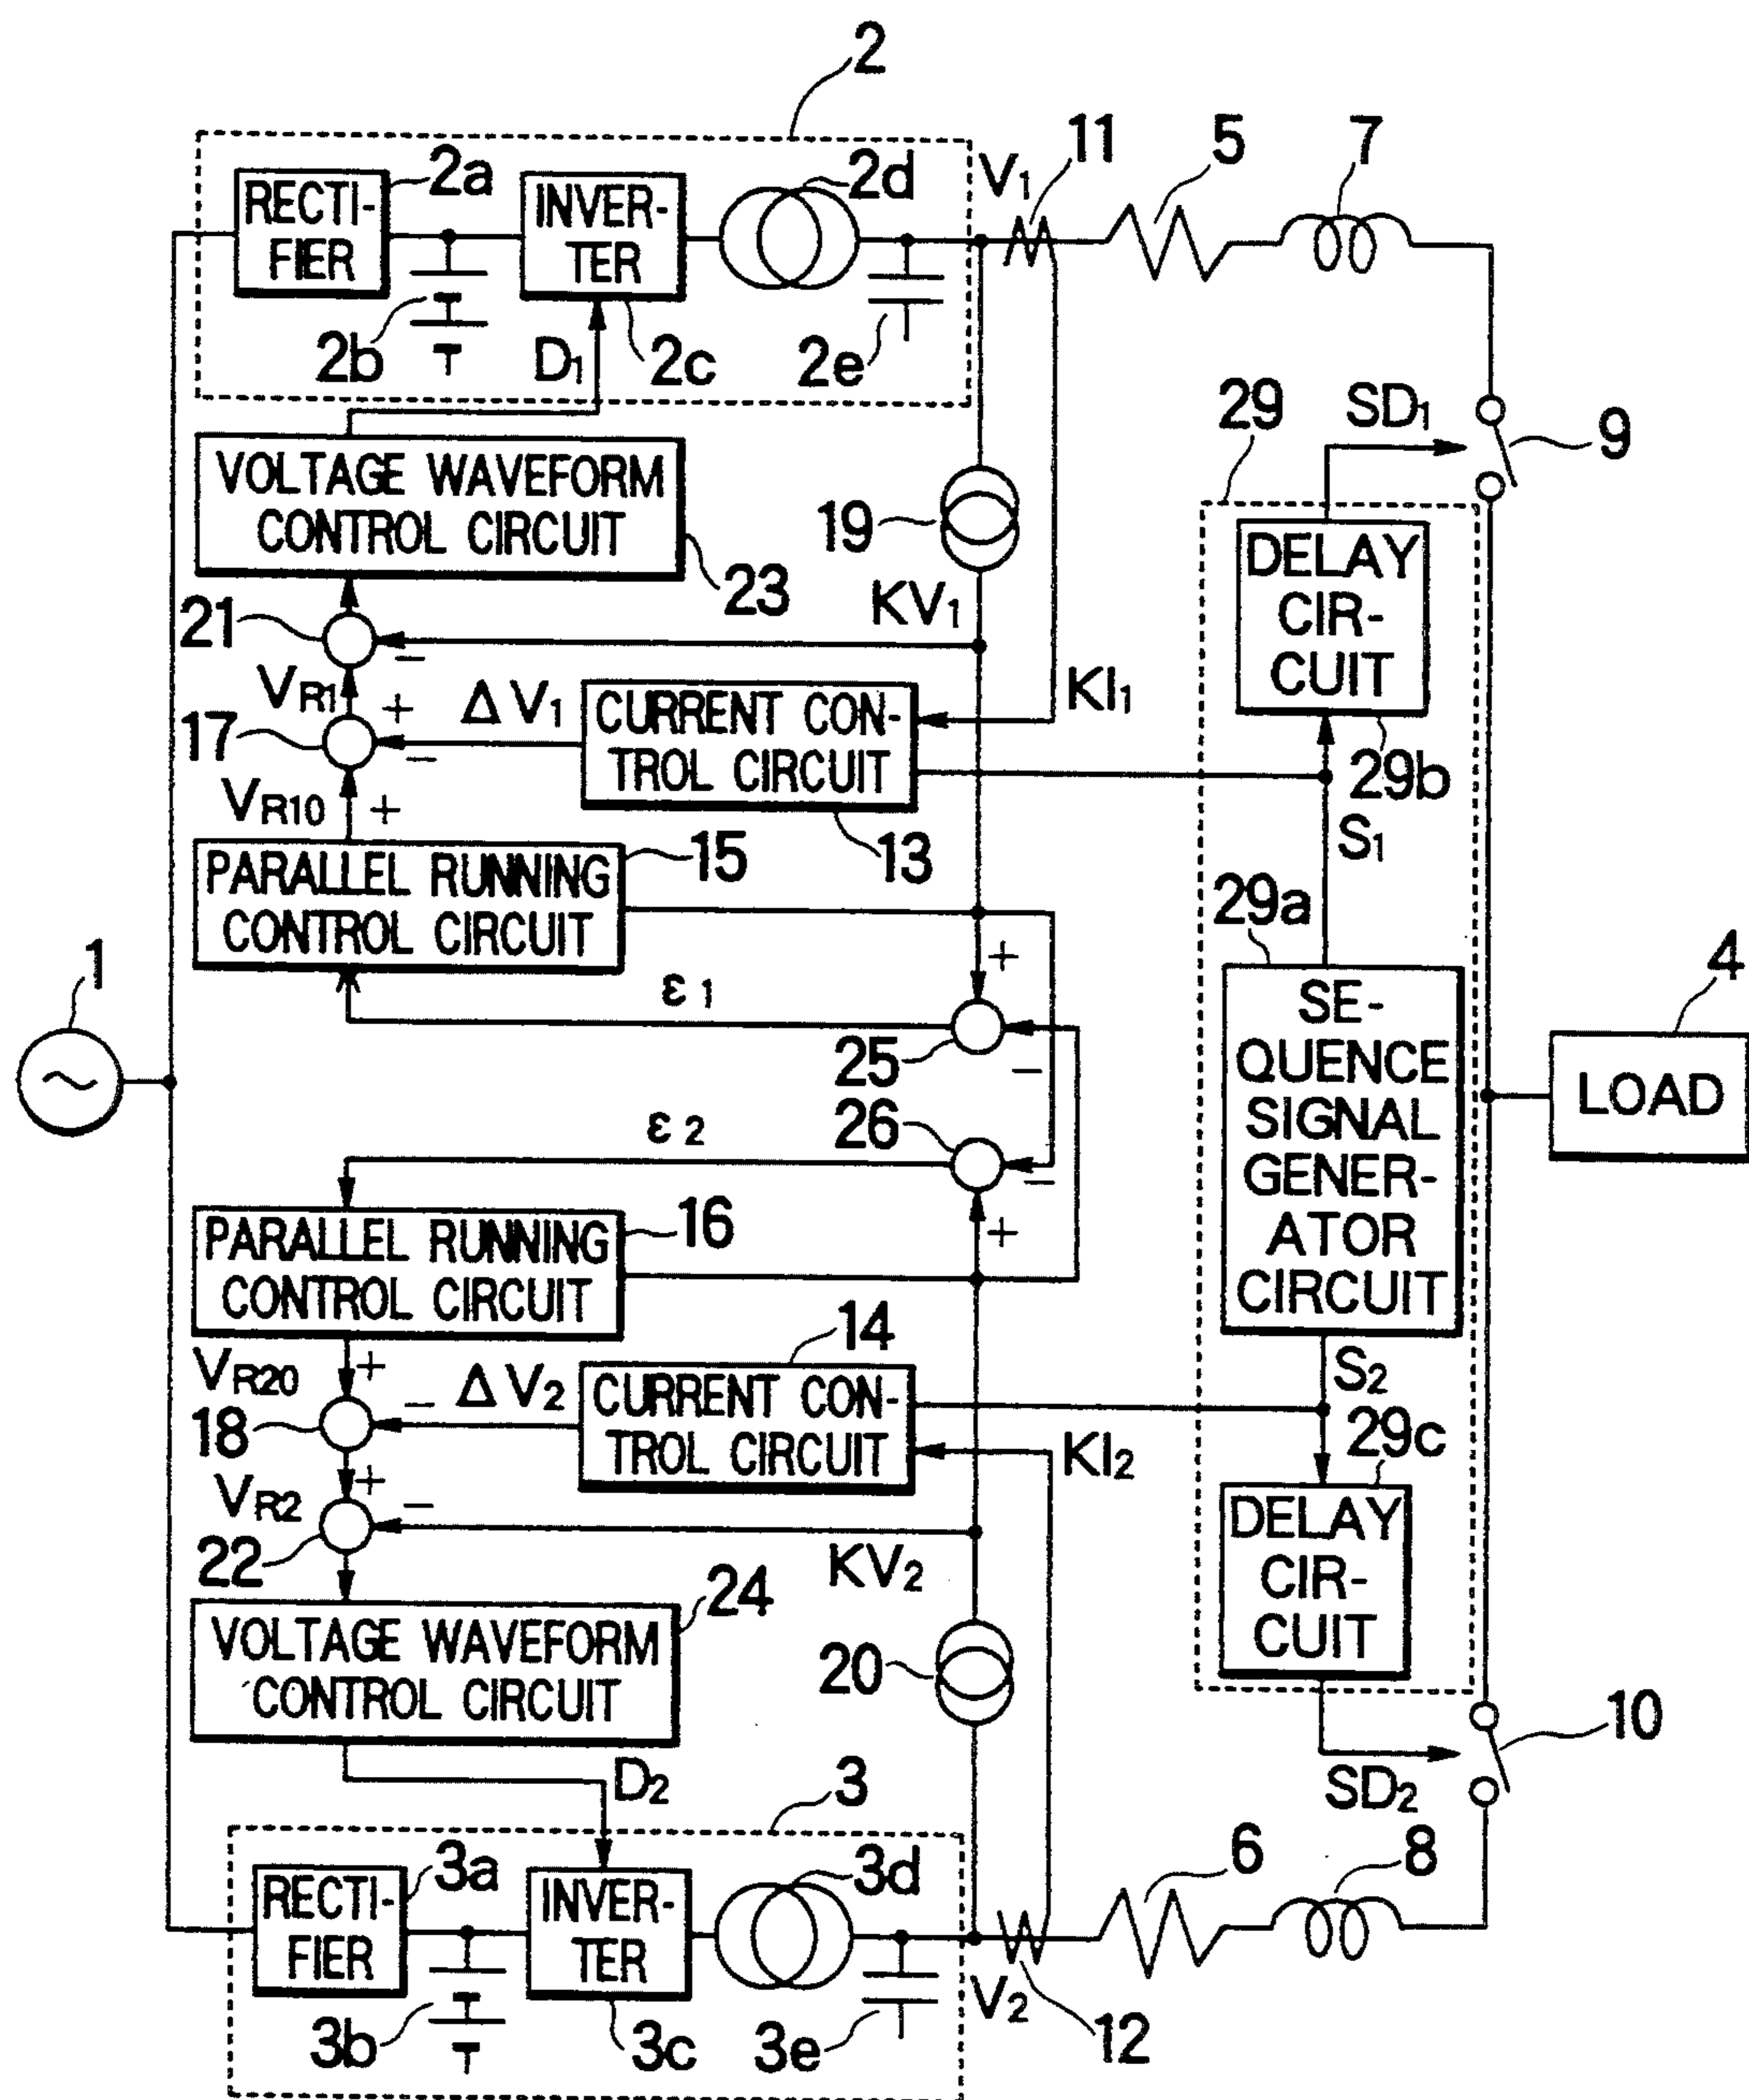 2
2a
RECTI-
FIER
2b
INVER-
TER
2c
D1
2d
2e
V1
11
5
7
VOLTAGE WAVEFORM
CONTROL CIRCUIT
23
19
KV1
29
SD1
9
DELAY
CIR-
CUIT
29b
21
VR1
17
ΔV1
CURRENT CON-
TROL CIRCUIT
13
KI1
S1
VR10
+
−
+
−
PARALLEL RUNNING
CONTROL CIRCUIT
15
29a
1
ε1
+
25
−
SE-
QUENCE
SIGNAL
GENER-
ATOR
CIRCUIT
4
LOAD
ε2
26
−
+
PARALLEL RUNNING
CONTROL CIRCUIT
16
VR20
+
−
ΔV2
18
14
CURRENT CON-
TROL CIRCUIT
KI2
S2
29c
DELAY
CIR-
CUIT
VR2
+
−
22
KV2
VOLTAGE WAVEFORM
CONTROL CIRCUIT
24
20
SD2
10
D2
3
3a
RECTI-
FIER
3b
INVER-
TER
3c
3d
3e
V2
12
6
8